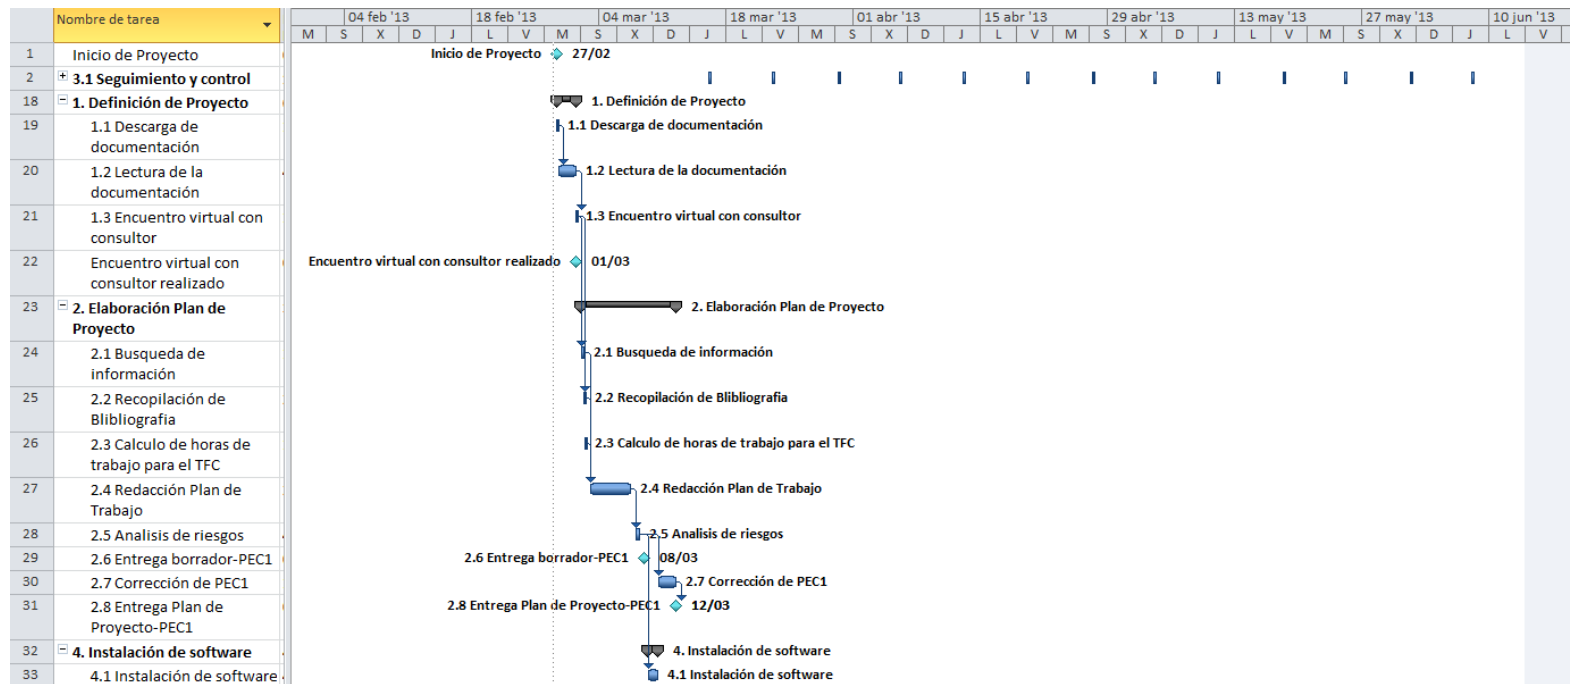 Nombre de tarea
04 feb '13 18 feb '13 04 mar '13 18 mar '13 01 abr '13 15 abr '13 29 abr '13 13 may '13 27 may '13 10 jun '13
M S X D J L V M S X D J L V M S X D J L V M S X D J L V M S X D J L V
1 Inicio de Proyecto Inicio de Proyecto 27/02
2 3.1 Seguimiento y control
18 1. Definición de Proyecto 1. Definición de Proyecto
19 1.1 Descarga de 1.1 Descarga de documentación
documentación
20 1.2 Lectura de la 1.2 Lectura de la documentación
documentación
21 1.3 Encuentro virtual con 1.3 Encuentro virtual con consultor
consultor
22 Encuentro virtual con Encuentro virtual con consultor realizado 01/03
consultor realizado
23 2. Elaboración Plan de 2. Elaboración Plan de Proyecto
Proyecto
24 2.1 Busqueda de 2.1 Busqueda de información
información
25 2.2 Recopilación de 2.2 Recopilación de Blibliografia
Blibliografia
26 2.3 Calculo de horas de 2.3 Calculo de horas de trabajo para el TFC
trabajo para el TFC
27 2.4 Redacción Plan de 2.4 Redacción Plan de Trabajo
Trabajo
28 2.5 Analisis de riesgos 2.5 Analisis de riesgos
29 2.6 Entrega borrador-PEC1 2.6 Entrega borrador-PEC1 08/03
30 2.7 Corrección de PEC1 2.7 Corrección de PEC1
31 2.8 Entrega Plan de 2.8 Entrega Plan de Proyecto-PEC1 12/03
Proyecto-PEC1
32 4. Instalación de software 4. Instalación de software
33 4.1 Instalación de software 4.1 Instalación de software